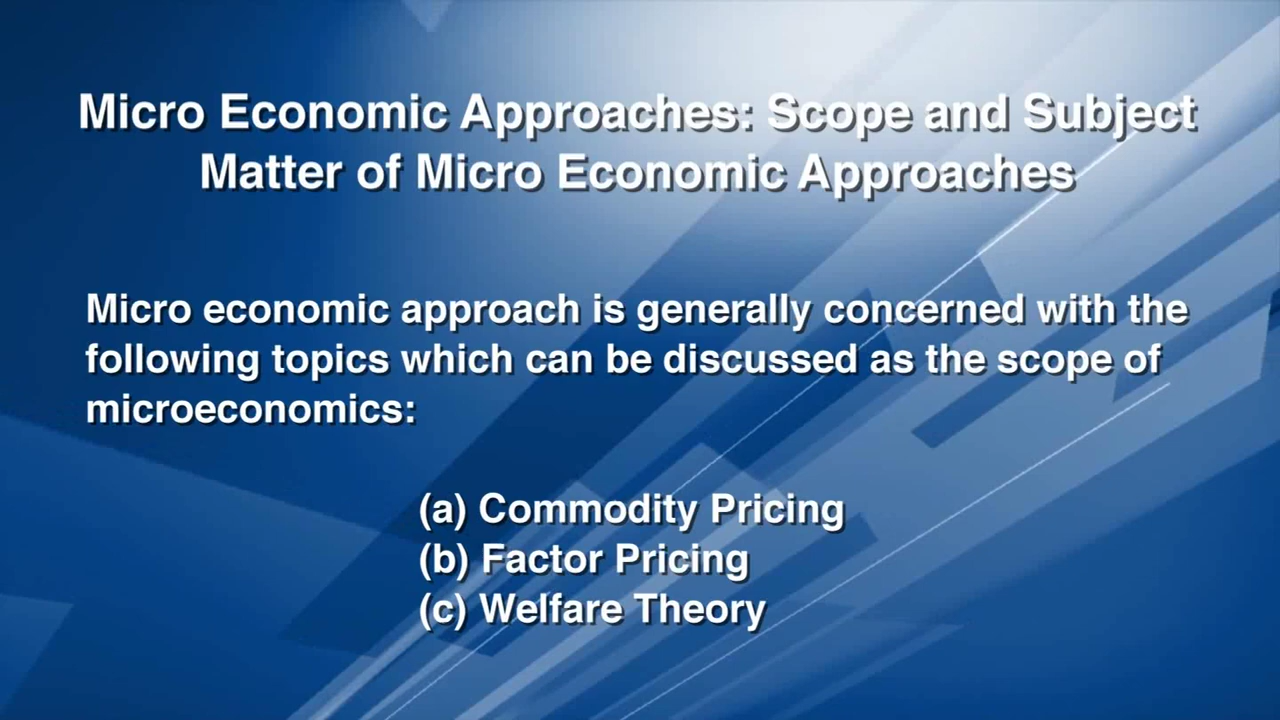 Micro Economic Approaches: Scope and Subject
Matter of Micro Economic Approaches
Micro economic approach is generally concerned with the
following topics which can be discussed as the scope of
microeconomics:
(a) Commodity Pricing
(b) Factor Pricing
(c) Welfare Theory